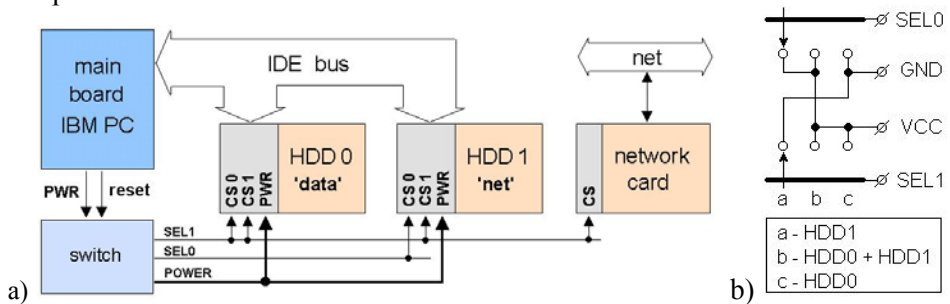 main
board
IBM PC
IDE bus
net
HDD 0
'data'
HDD 1
'net'
network
card
CS 0
CS 1
PWR
CS 0
CS 1
PWR
CS
PWR
reset
switch
SEL1
SEL0
POWER
a)
SEL0
GND
VCC
SEL1
a b c
a - HDD1
b - HDD0 + HDD1
c - HDD0
b)